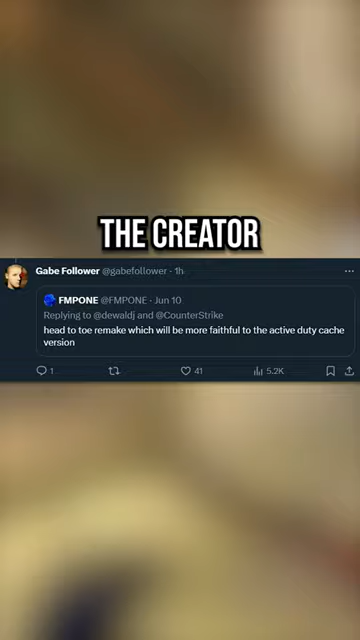 THE CREATOR
Gabe Follower @gabefollower · 1h
FMPONE @FMPONE · Jun 10
Replying to @dewaldj and @CounterStrike
head to toe remake which will be more faithful to the active duty cache
version
1
41
5.2K